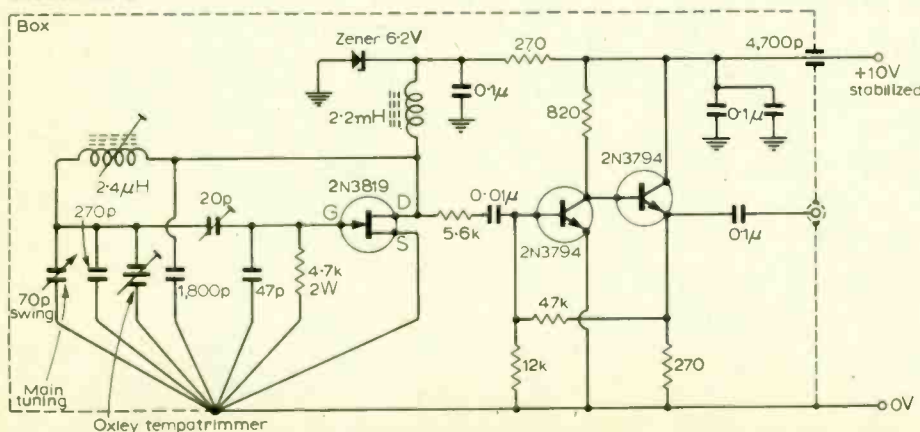 Box
Zener 6·2V
270
4,700p
+10V
stabilized
2·2mH
0·1μ
820
0·1μ
2·4μH
2N3794
20p
2N3819
0·01μ
270p
G
D
S
5·6k
2N3794
0·1μ
70p
swing
1,800p
47p
4·7k
2W
47k
12k
270
Main
tuning
Oxley tempatrimmer
0V